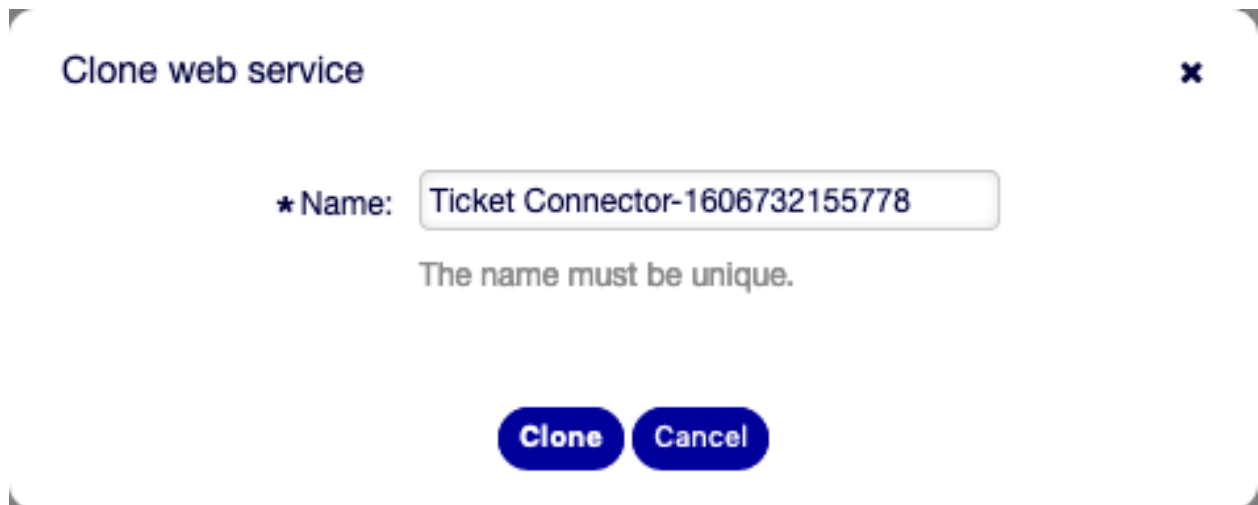 Clone web service
★ Name: Ticket Connector-1606732155778
The name must be unique.
Clone Cancel